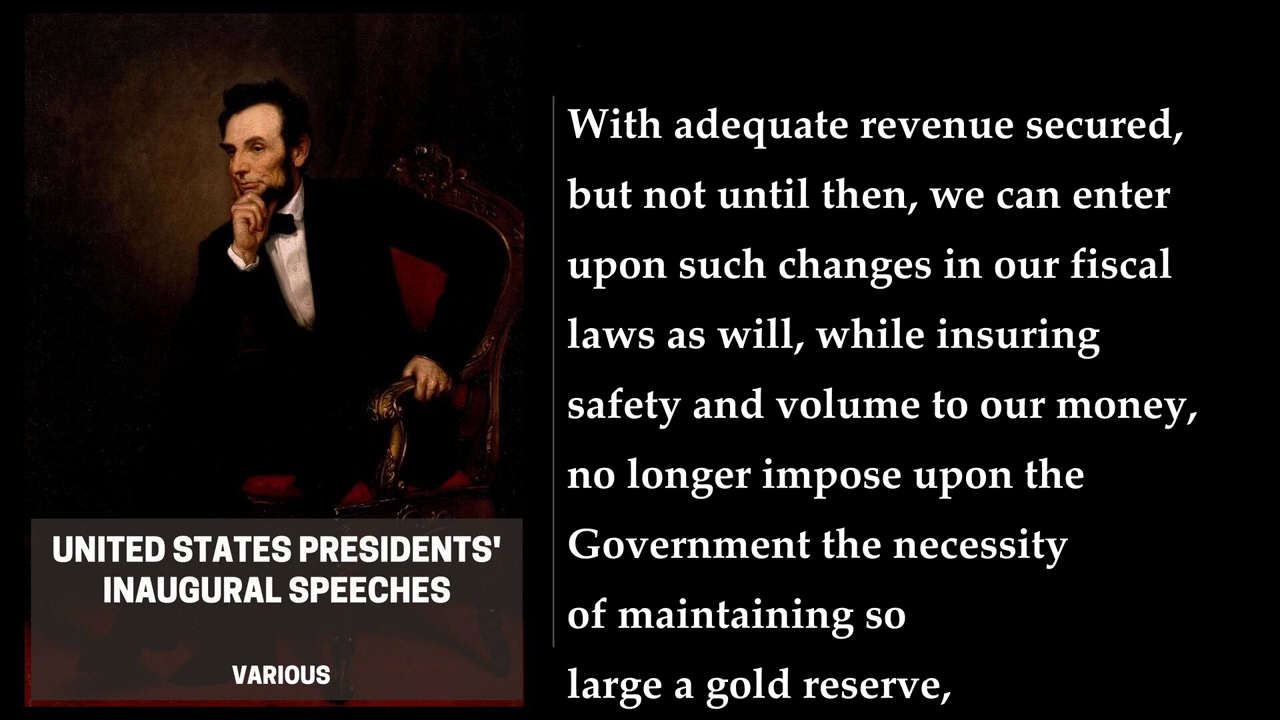 UNITED STATES PRESIDENTS'
INAUGURAL SPEECHES
VARIOUS
With adequate revenue secured,
but not until then, we can enter
upon such changes in our fiscal
laws as will, while insuring
safety and volume to our money,
no longer impose upon the
Government the necessity
of maintaining so
large a gold reserve,